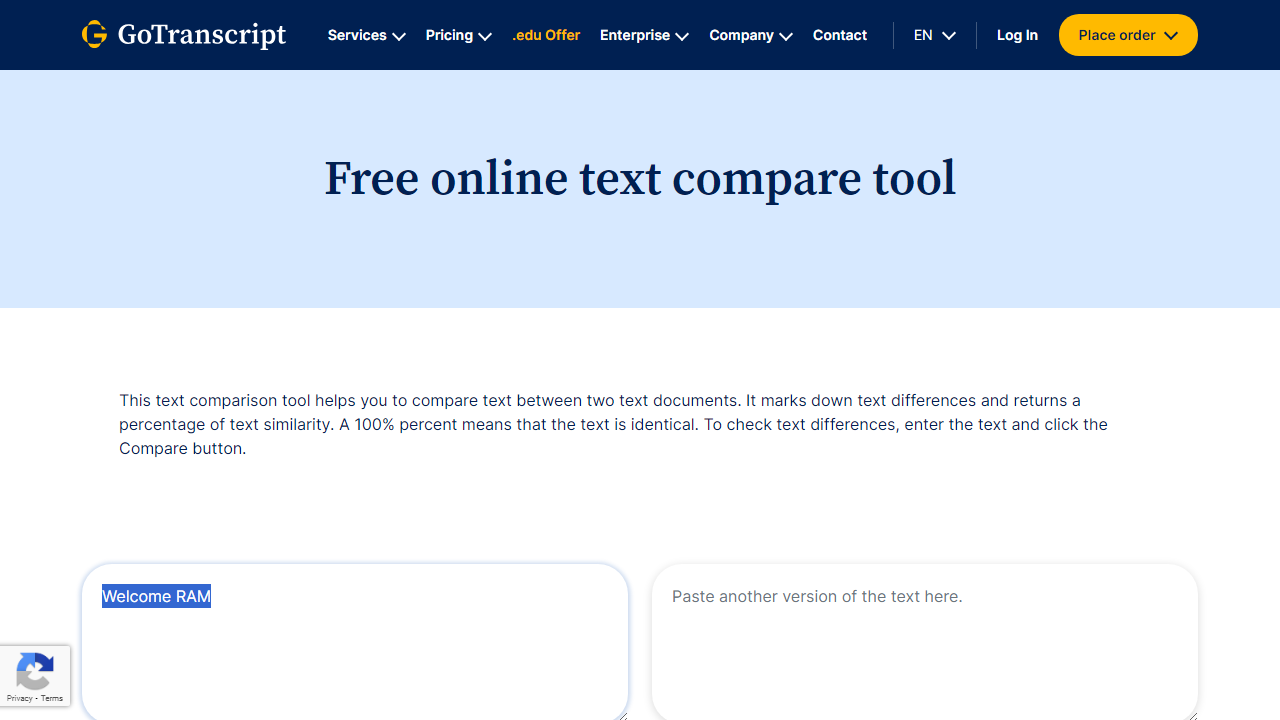 GoTranscript
Services
Pricing
.edu Offer
Enterprise
Company
Contact
EN
Log In
Place order
Free online text compare tool
This text comparison tool helps you to compare text between two text documents. It marks down text differences and returns a
percentage of text similarity. A 100% percent means that the text is identical. To check text differences, enter the text and click the
Compare button.
Welcome RAM
Paste another version of the text here.
Privacy - Terms